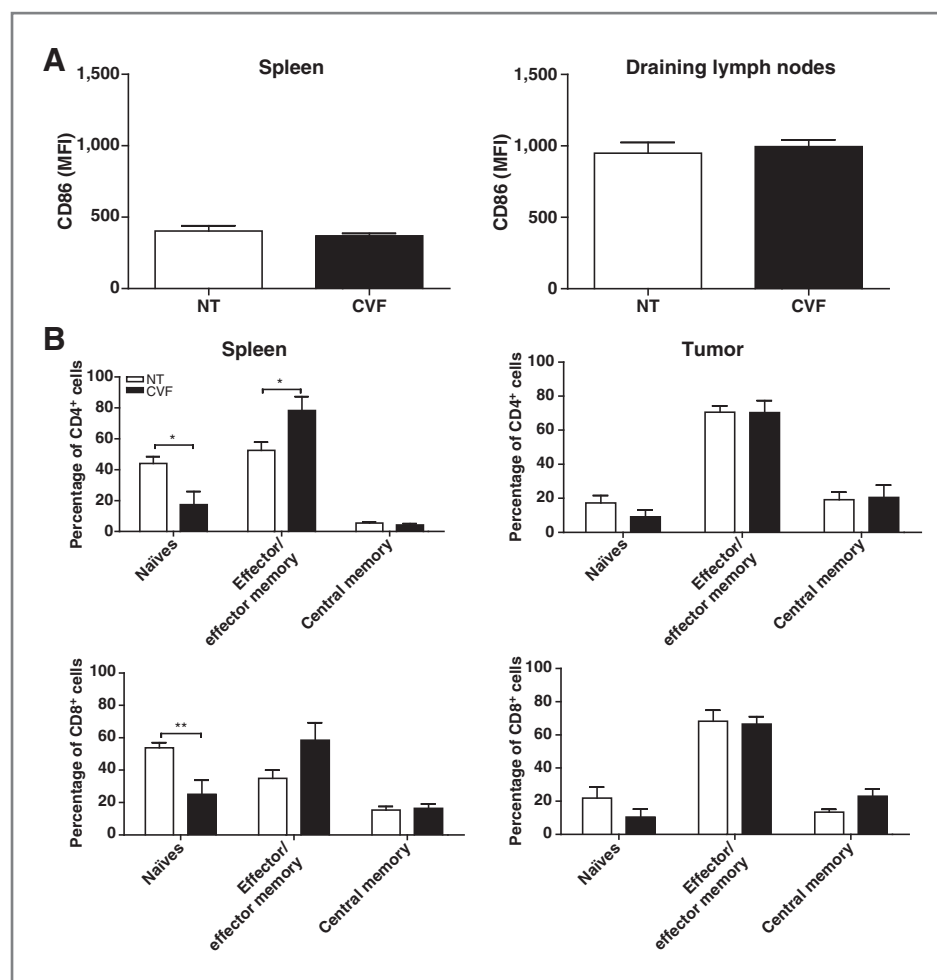 A
Spleen
Draining lymph nodes
CD86 (MFI)
1,500
1,000
500
0
NT
CVF
CD86 (MFI)
1,500
1,000
500
0
NT
CVF
B
Spleen
Tumor
Percentage of CD4⁺ cells
100
80
60
40
20
0
NT
CVF
*
*
Naïves
Effector/
effector memory
Central memory
Percentage of CD4⁺ cells
100
80
60
40
20
0
Naïves
Effector/
effector memory
Central memory
Percentage of CD8⁺ cells
100
80
60
40
20
0
**
Naïves
Effector/
effector memory
Central memory
Percentage of CD8⁺ cells
100
80
60
40
20
0
Naïves
Effector/
effector memory
Central memory